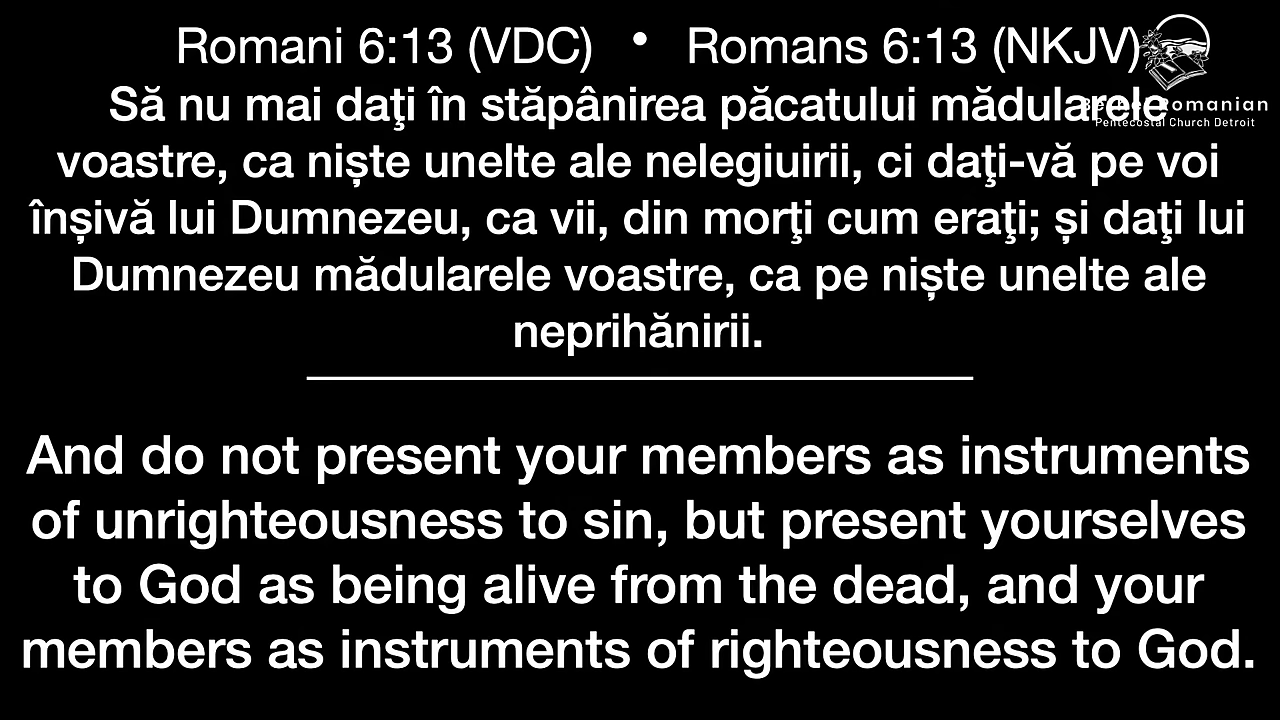 Romani 6:13 (VDC) • Romans 6:13 (NKJV)
Să nu mai daţi în stăpânirea păcatului mădularele
voastre, ca niște unelte ale nelegiuirii, ci daţi-vă pe voi
înșivă lui Dumnezeu, ca vii, din morţi cum eraţi; și daţi lui
Dumnezeu mădularele voastre, ca pe niște unelte ale
neprihănirii.
And do not present your members as instruments
of unrighteousness to sin, but present yourselves
to God as being alive from the dead, and your
members as instruments of righteousness to God.
Romanian
Pentecostal Church Detroit